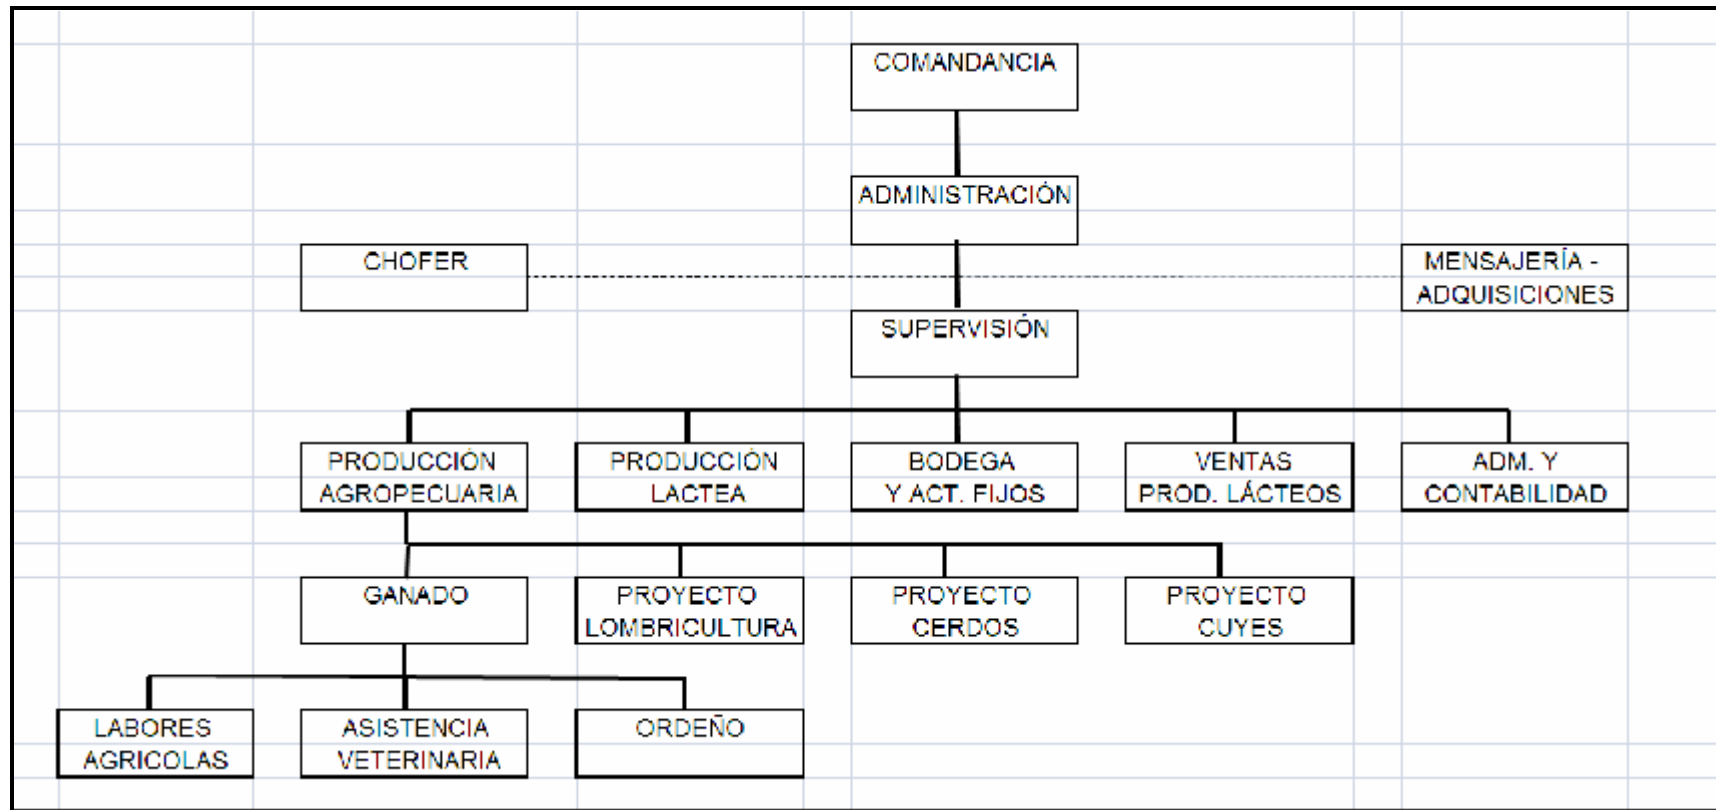 COMANDANCIA
ADMINISTRACIÓN
CHOFER
MENSAJERÍA -
ADQUISICIONES
SUPERVISIÓN
PRODUCCIÓN
AGROPECUARIA
PRODUCCIÓN
LACTEA
BODEGA
Y ACT. FIJOS
VENTAS
PROD. LÁCTEOS
ADM. Y
CONTABILIDAD
GANADO
PROYECTO
LOMBRICULTURA
PROYECTO
CERDOS
PROYECTO
CUYES
LABORES
AGRICOLAS
ASISTENCIA
VETERINARIA
ORDEÑO